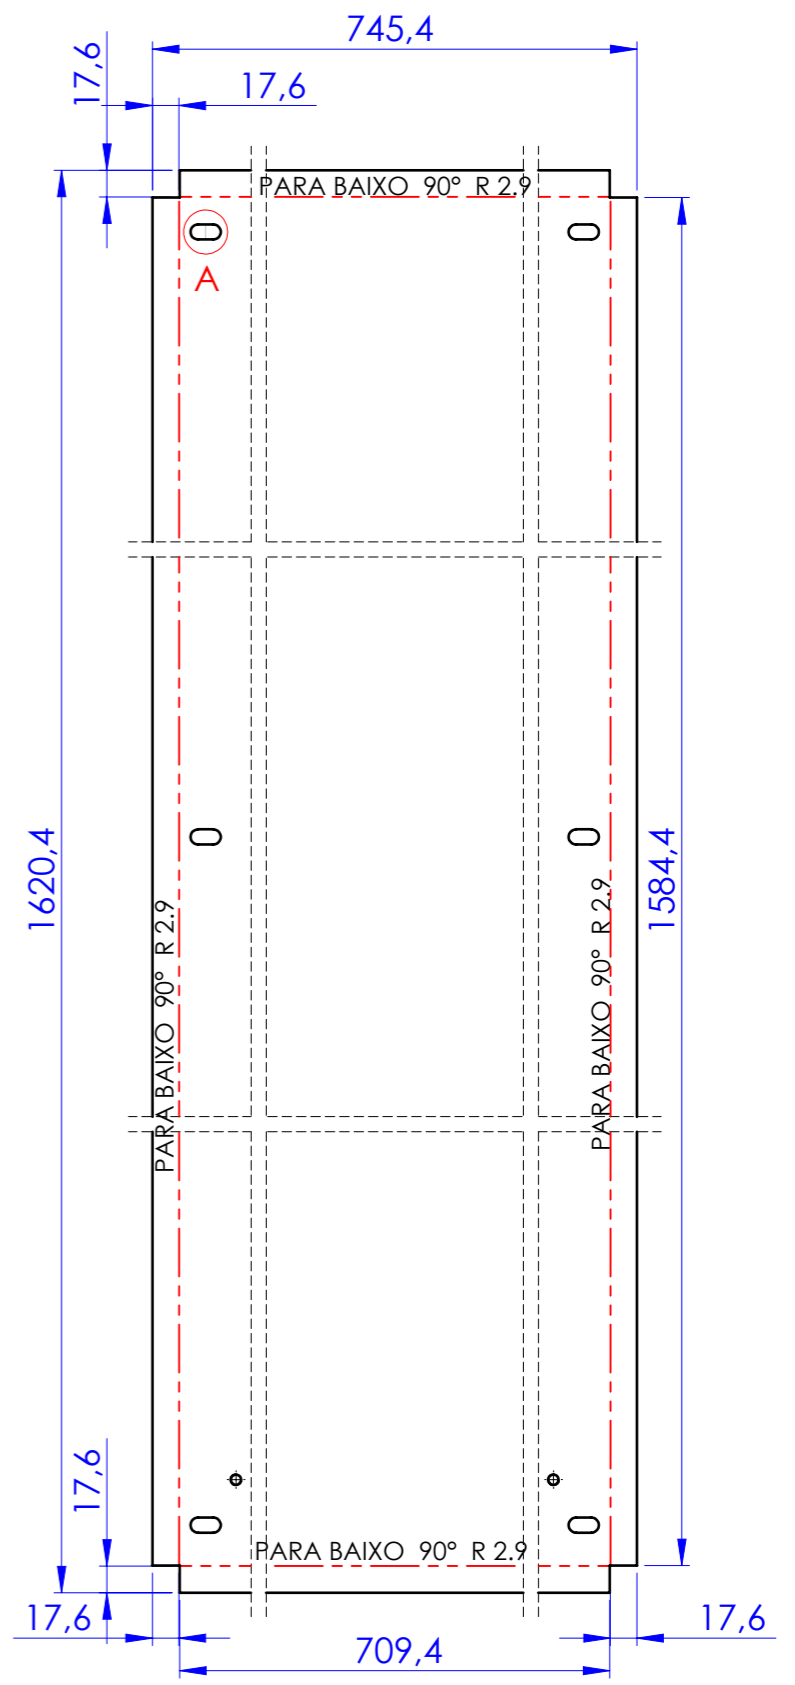 745,4
17,6
17,6
PARA BAIXO 90° R 2.9
A
1620,4
1584,4
PARA BAIXO 90° R 2.9
PARA BAIXO 90° R 2.9
17,6
PARA BAIXO 90° R 2.9
17,6
17,6
709,4